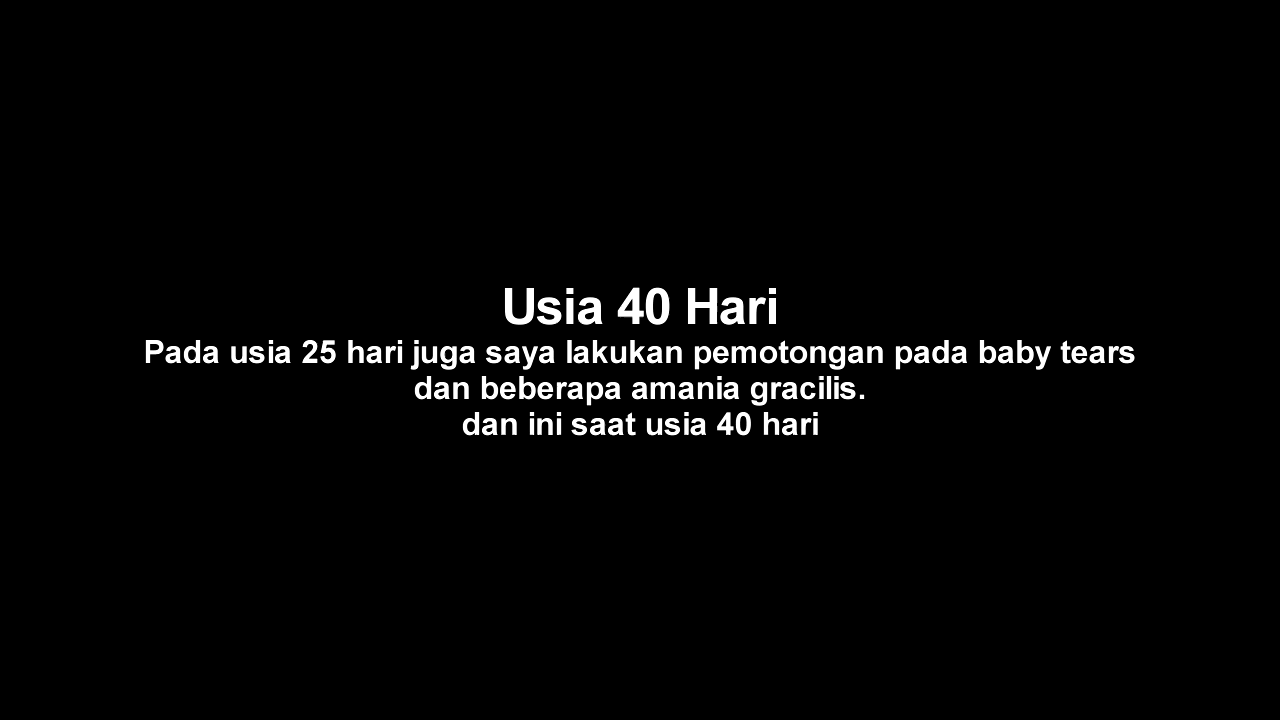 Usia 40 Hari
Pada usia 25 hari juga saya lakukan pemotongan pada baby tears
dan beberapa amania gracilis.
dan ini saat usia 40 hari